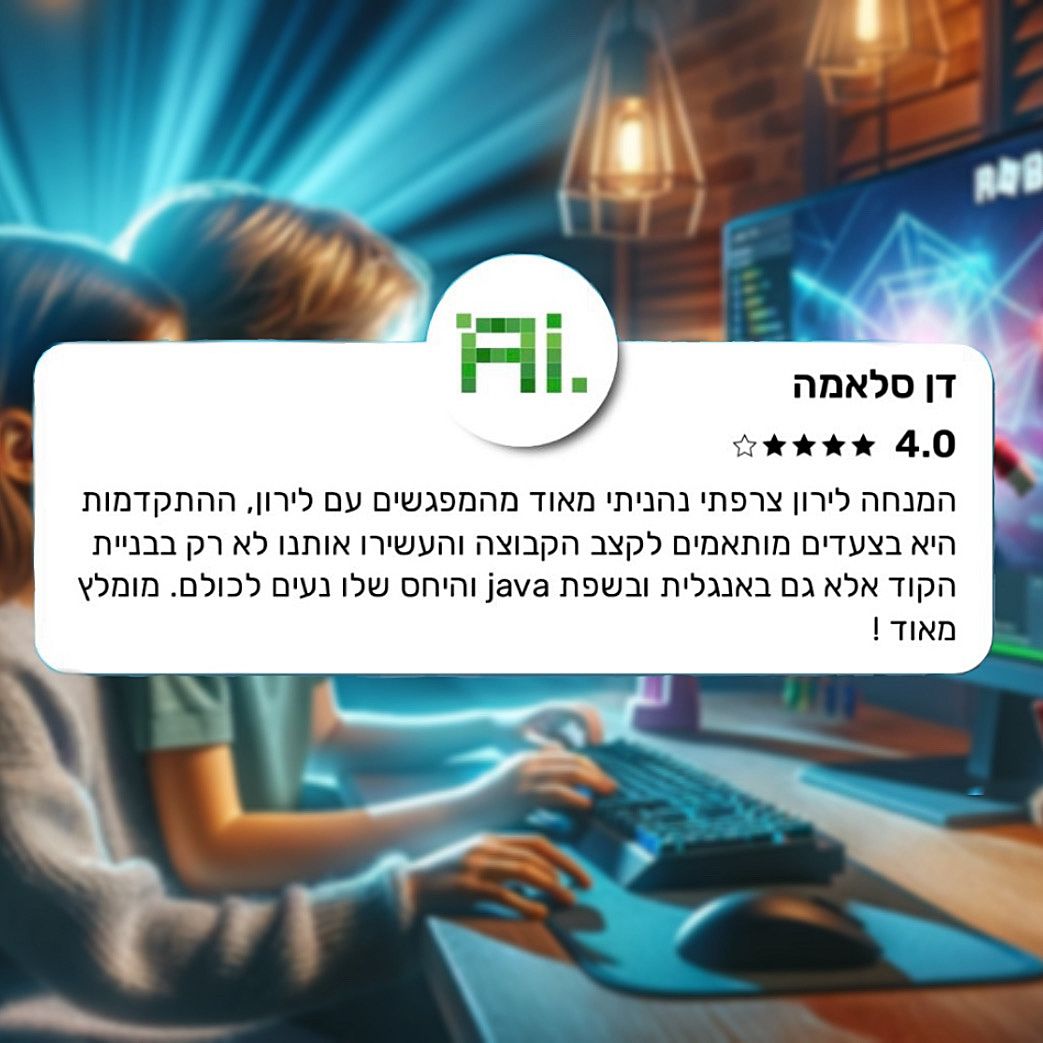 Ai.
דן סלאמה
4.0 ★★★★☆
המנחה לירון צרפתי נהניתי מאוד מהמפגשים עם לירון, ההתקדמות
היא בצעדים מותאמים לקצב הקבוצה והעשירו אותנו לא רק בבניית
הקוד אלא גם באנגלית ובשפת java והיחס שלו נעים לכולם. מומלץ
מאוד !